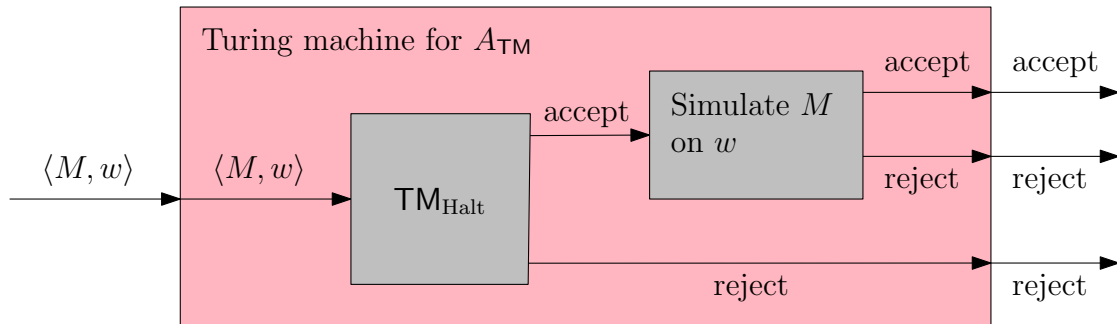 Turing machine for A_TM
accept
accept
Simulate M
on w
accept
⟨M, w⟩
⟨M, w⟩
TM_Halt
reject
reject
reject
reject